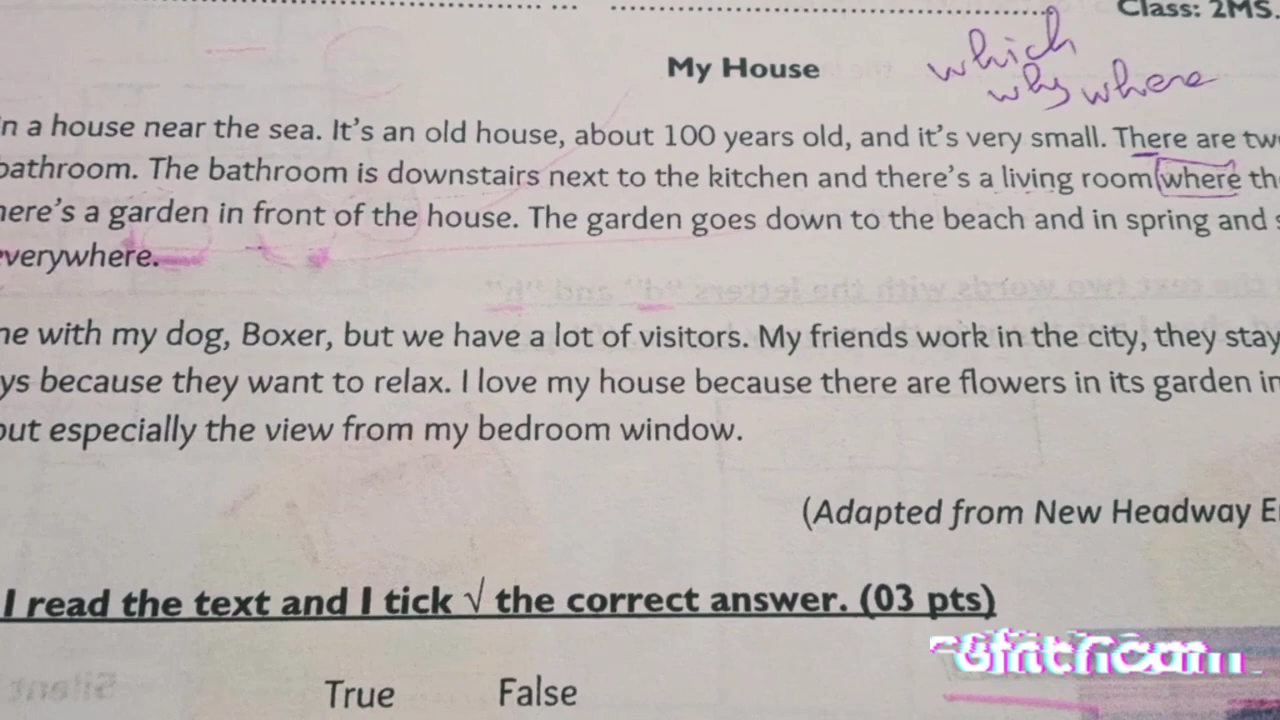 Class: 2MS.
My House
which
why where
n a house near the sea. It's an old house, about 100 years old, and it's very small. There are tw
bathroom. The bathroom is downstairs next to the kitchen and there's a living room where th
here's a garden in front of the house. The garden goes down to the beach and in spring and
everywhere.
ne with my dog, Boxer, but we have a lot of visitors. My friends work in the city, they stay
ys because they want to relax. I love my house because there are flowers in its garden in
but especially the view from my bedroom window.
(Adapted from New Headway E
I read the text and I tick √ the correct answer. (03 pts)
True False